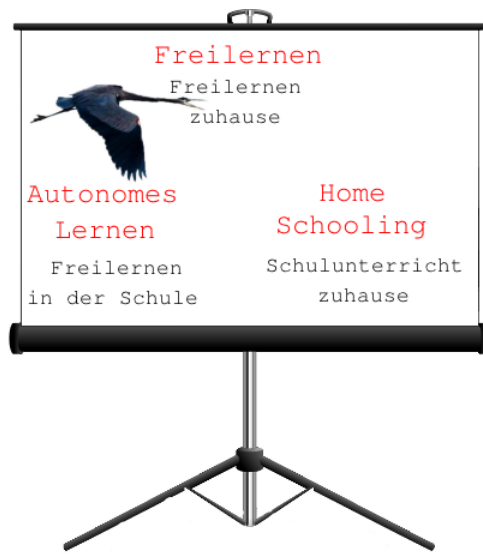 Freilernen
Freilernen
zuhause
Autonomes
Lernen
Freilernen
in der Schule
Home
Schooling
Schulunterricht
zuhause